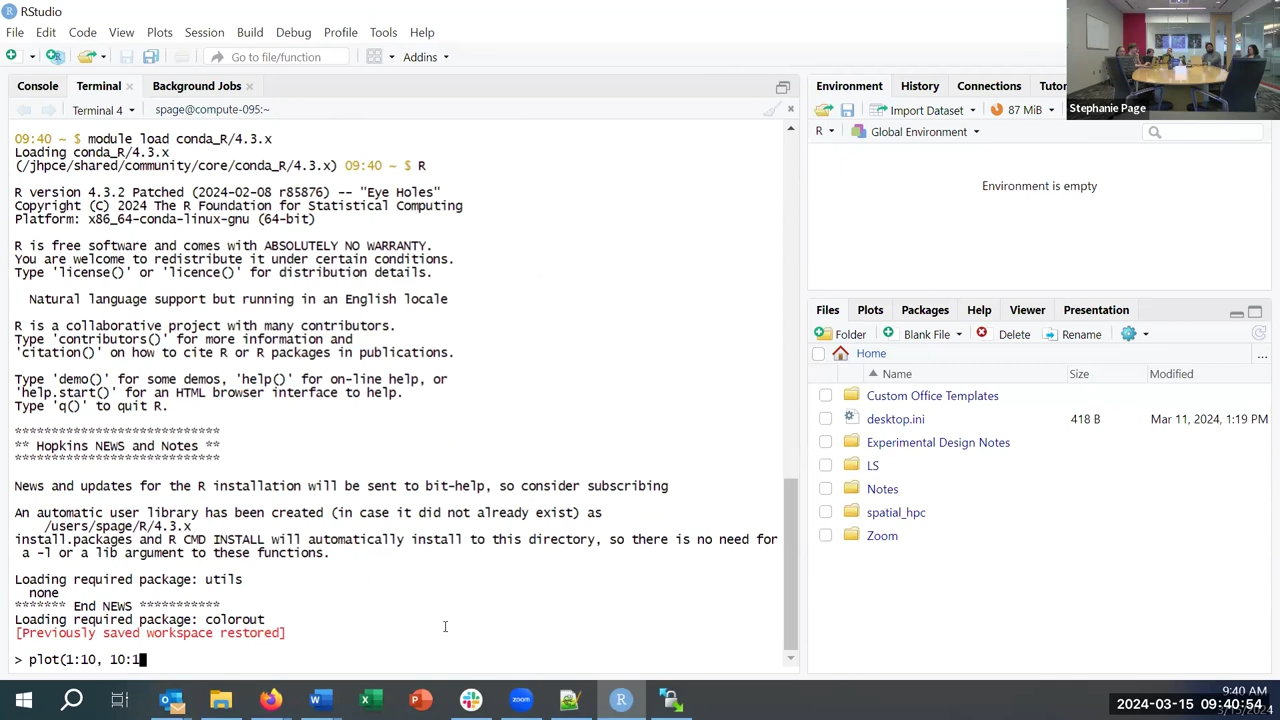 RStudio
File Edit Code View Plots Session Build Debug Profile Tools Help
Go to file/function Addins
Console Terminal Background Jobs
Terminal 4 spage@compute-095:~
09:40 ~ $ module load conda_R/4.3.x
Loading conda_R/4.3.x
(/jhpce/shared/community/core/conda_R/4.3.x) 09:40 ~ $ R
R version 4.3.2 Patched (2024-02-08 r85876) -- "Eye Holes"
Copyright (C) 2024 The R Foundation for Statistical Computing
Platform: x86_64-conda-linux-gnu (64-bit)
R is free software and comes with ABSOLUTELY NO WARRANTY.
You are welcome to redistribute it under certain conditions.
Type 'license()' or 'licence()' for distribution details.
Natural language support but running in an English locale
R is a collaborative project with many contributors.
Type 'contributors()' for more information and
'citation()' on how to cite R or R packages in publications.
Type 'demo()' for some demos, 'help()' for on-line help, or
'help.start()' for an HTML browser interface to help.
Type 'q()' to quit R.
**************************
** Hopkins NEWS and Notes **
**************************
News and updates for the R installation will be sent to bit-help, so consider subscribing
An automatic user library has been created (in case it did not already exist) as
/users/spage/R/4.3.x
install.packages and R CMD INSTALL will automatically install to this directory, so there is no need for
a -l or a lib argument to these functions.
Loading required package: utils
none
******* End NEWS ***********
Loading required package: colorout
[Previously saved workspace restored]
> plot(1:10, 10:1
Environment History Connections Tutor
Import Dataset 87 MiB
R Global Environment
Environment is empty
Files Plots Packages Help Viewer Presentation
Folder Blank File Delete Rename
Home ...
Name Size Modified
Custom Office Templates
desktop.ini 418 B Mar 11, 2024, 1:19 PM
Experimental Design Notes
LS
Notes
spatial_hpc
Zoom
Stephanie Page
zoom
9:40 AM
2024-03-15 09:40:54